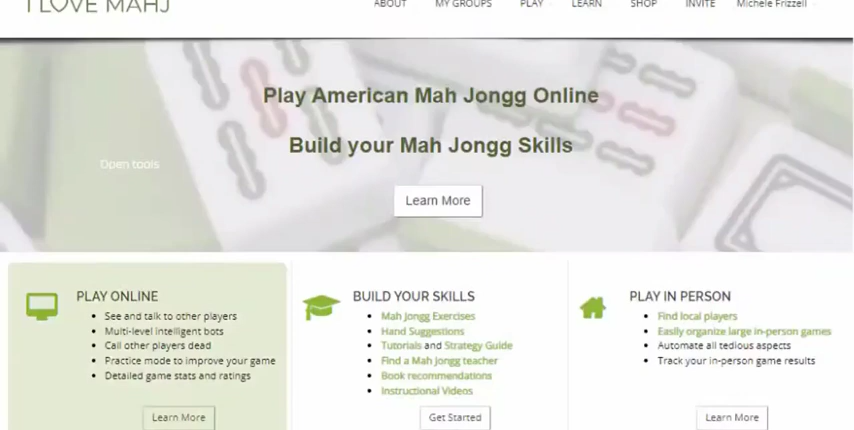 I LOVE MAHJ
ABOUT MY GROUPS PLAY LEARN SHOP INVITE Michele Frizzell
Play American Mah Jongg Online
Build your Mah Jongg Skills
Open tools
Learn More
PLAY ONLINE
See and talk to other players
Multi-level intelligent bots
Call other players dead
Practice mode to improve your game
Detailed game stats and ratings
Learn More
BUILD YOUR SKILLS
Mah Jongg Exercises
Hand Suggestions
Tutorials and Strategy Guide
Find a Mah Jongg teacher
Book recommendations
Instructional Videos
Get Started
PLAY IN PERSON
Find local players
Easily organize large in-person games
Automate all tedious aspects
Track your in-person game results
Learn More